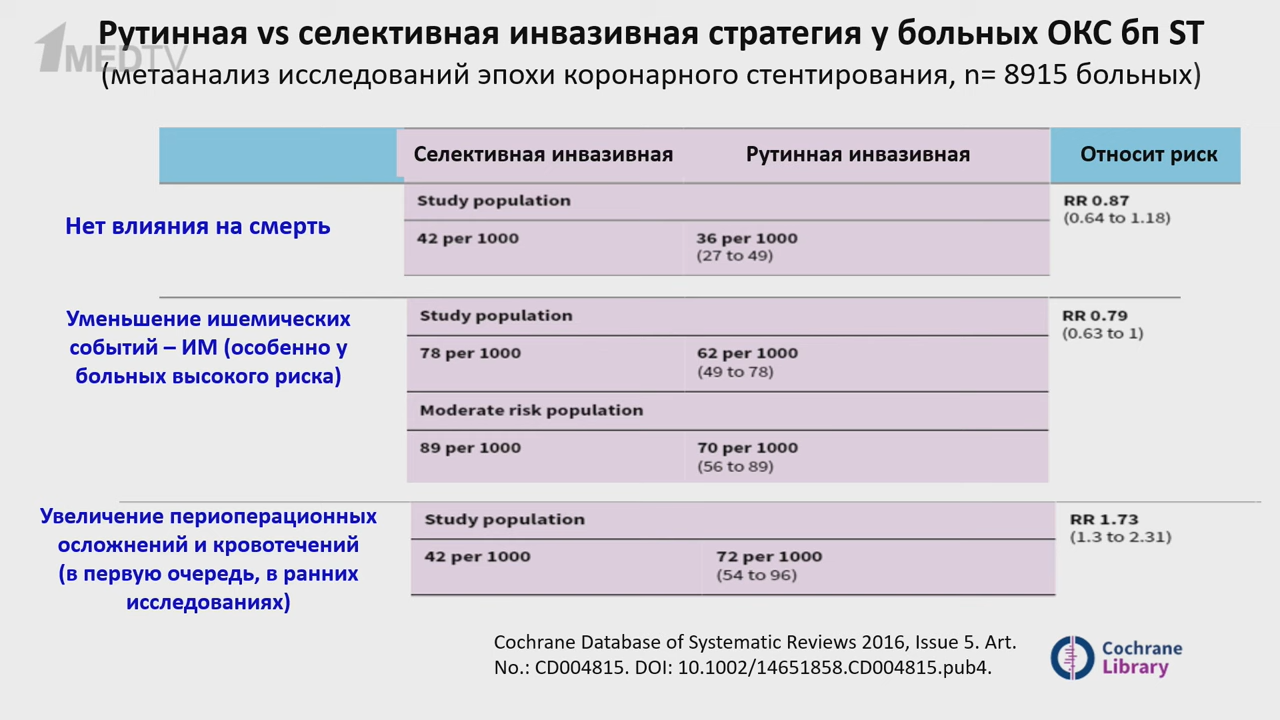 1MEDTV
Рутинная vs селективная инвазивная стратегия у больных ОКС бп ST
(метаанализ исследований эпохи коронарного стентирования, n= 8915 больных)
Селективная инвазивная Рутинная инвазивная Относит риск
Нет влияния на смерть
Study population
RR 0.87
(0.64 to 1.18)
42 per 1000 36 per 1000
(27 to 49)
Уменьшение ишемических
событий – ИМ (особенно у
больных высокого риска)
Study population
RR 0.79
(0.63 to 1)
78 per 1000 62 per 1000
(49 to 78)
Moderate risk population
89 per 1000 70 per 1000
(56 to 89)
Увеличение периоперационных
осложнений и кровотечений
(в первую очередь, в ранних
исследованиях)
Study population
RR 1.73
(1.3 to 2.31)
42 per 1000 72 per 1000
(54 to 96)
Cochrane Database of Systematic Reviews 2016, Issue 5. Art.
No.: CD004815. DOI: 10.1002/14651858.CD004815.pub4.
Cochrane
Library